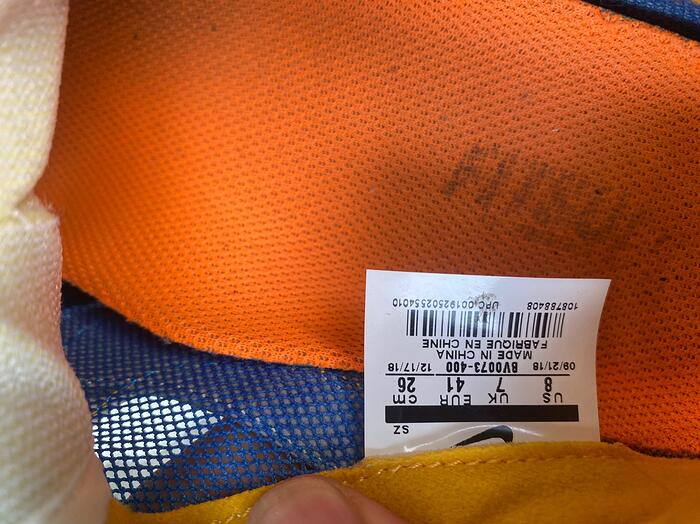 SZ
US UK EUR cm
8 7 41 26
09/21/18 BV0073-400 12/17/18
MADE IN CHINA
FABRIQUE EN CHINE
108788408 UPC:00192502554010